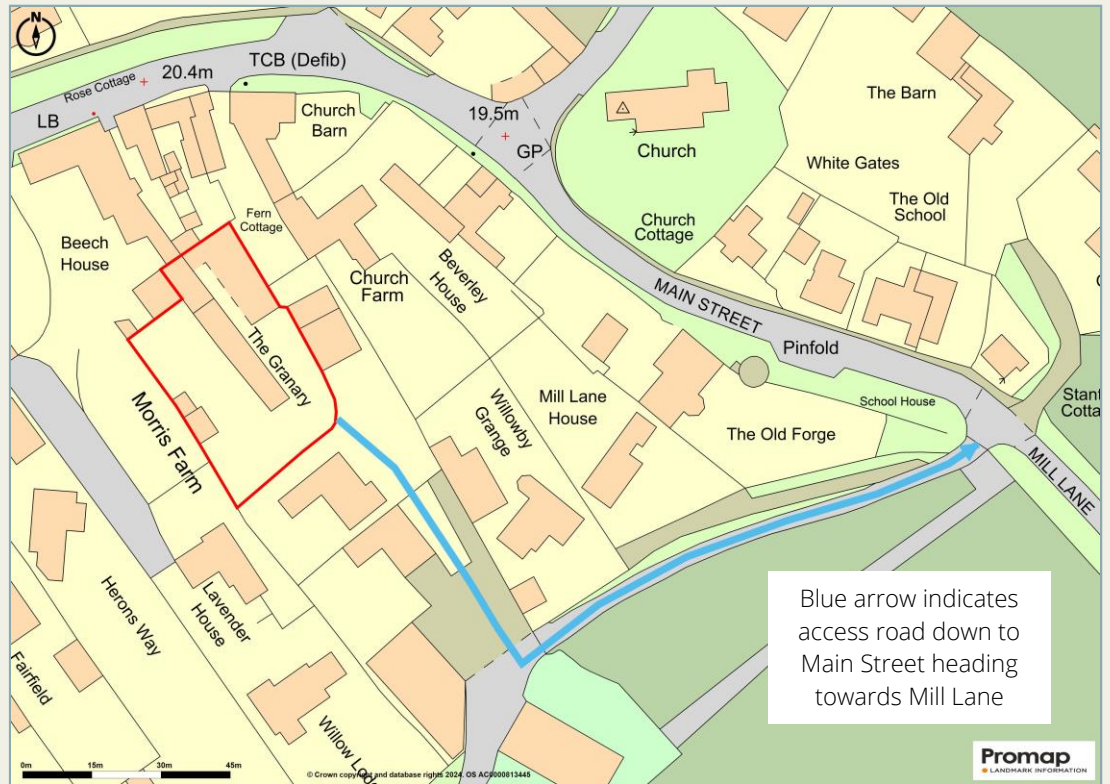 N
TCB (Defib)
Rose Cottage
20.4m
LB
Church
Barn
19.5m
GP
Church
The Barn
White Gates
The Old
School
Fern
Cottage
Church
Cottage
Beech
House
Church
Farm
Beverley
House
MAIN STREET
Pinfold
The Granary
Morris Farm
Willowby
Grange
Mill Lane
House
School House
The Old Forge
MILL LANE
Herons Way
Lavender
House
Fairfield
Blue arrow indicates
access road down to
Main Street heading
towards Mill Lane
0m 15m 30m 45m
© Crown copyright and database rights 2024. OS AC0000813445
Promap
LANDMARK INFORMATION